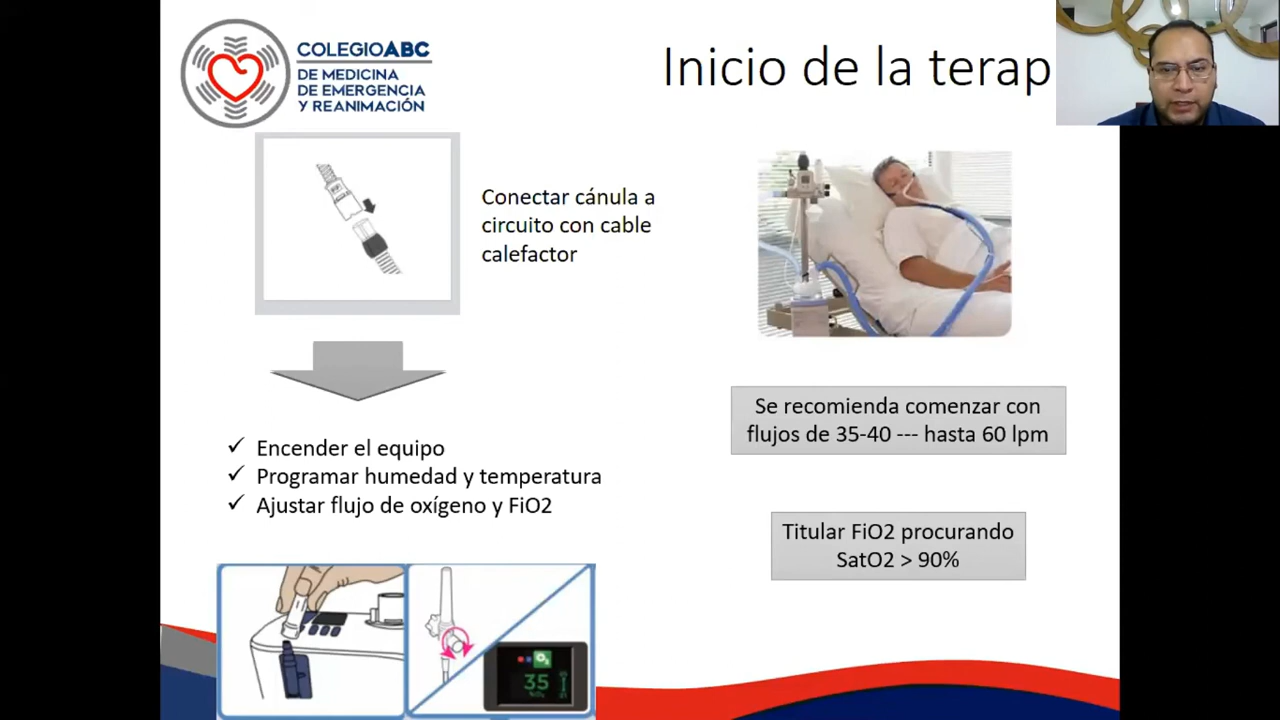 COLEGIOABC
DE MEDICINA
DE EMERGENCIA
Y REANIMACIÓN
Inicio de la terap
Conectar cánula a
circuito con cable
calefactor
✓ Encender el equipo
✓ Programar humedad y temperatura
✓ Ajustar flujo de oxígeno y FiO2
Se recomienda comenzar con
flujos de 35-40 --- hasta 60 lpm
Titular FiO2 procurando
SatO2 > 90%
35